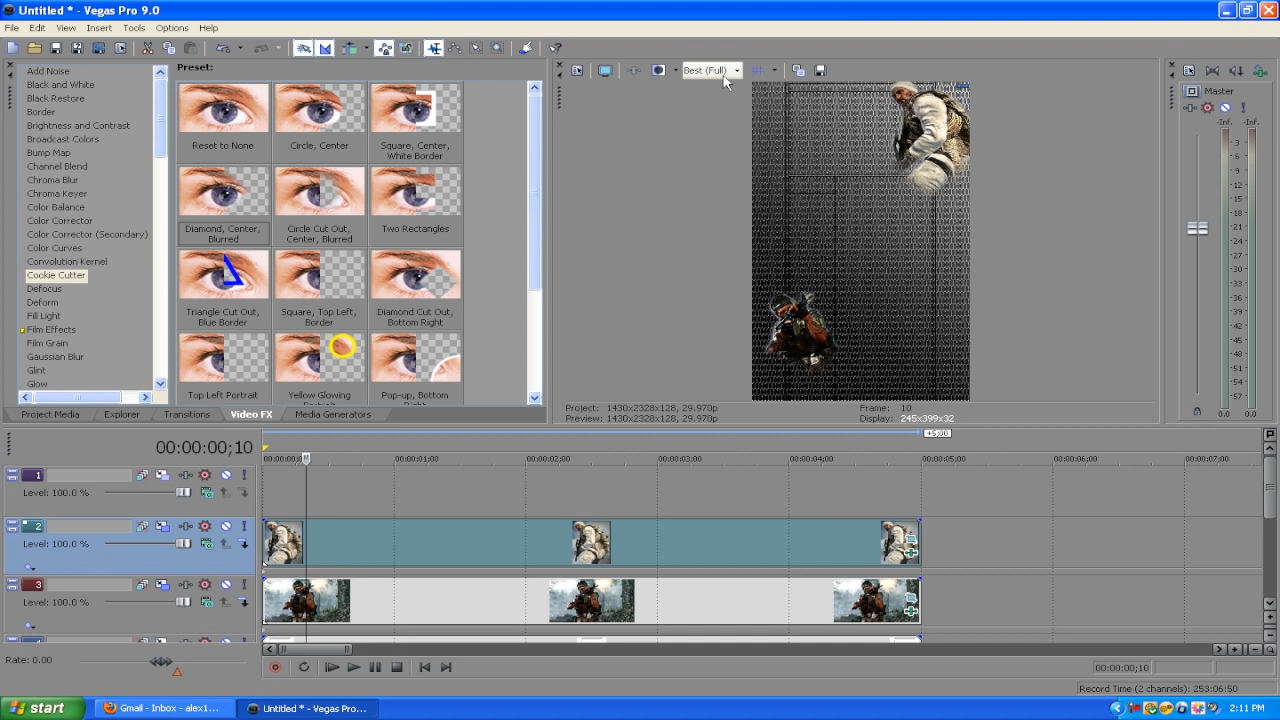 Untitled * - Vegas Pro 9.0
File Edit View Insert Tools Options Help
Add Noise
Black and White
Black Restore
Border
Brightness and Contrast
Broadcast Colors
Bump Map
Channel Blend
Chroma Blur
Chroma Keyer
Color Balance
Color Corrector
Color Corrector (Secondary)
Color Curves
Convolution Kernel
Cookie Cutter
Defocus
Deform
Fill Light
Film Effects
Film Grain
Gaussian Blur
Glint
Glow
Preset:
Reset to None
Circle, Center
Square, Center,
White Border
Diamond, Center,
Blurred
Circle Cut Out,
Center, Blurred
Two Rectangles
Triangle Cut Out,
Blue Border
Square, Top Left,
Border
Diamond Cut Out,
Bottom Right
Top Left Portrait
Yellow Glowing
Pop-up, Bottom
Project Media Explorer Transitions Video FX Media Generators
Best (Full)
Project: 1430x2328x128, 29.970p
Preview: 1430x2328x128, 29.970p
Frame: 10
Display: 245x399x32
Master
-Inf. -Inf.
3
6
9
12
15
18
21
24
27
30
33
36
39
42
45
48
51
54
57
0.0 0.0
00:00:00;10
+5;00
00:00:00;0 00:00:01;00 00:00:02;00 00:00:03;00 00:00:04;00 00:00:05;00 00:00:06;00 00:00:07;00
1
Level: 100.0 %
2
Level: 100.0 %
3
Level: 100.0 %
Rate: 0.00
00:00:00;10
Record Time (2 channels): 253:06:50
start
Gmail - Inbox - alex1...
Untitled * - Vegas Pro...
2:11 PM